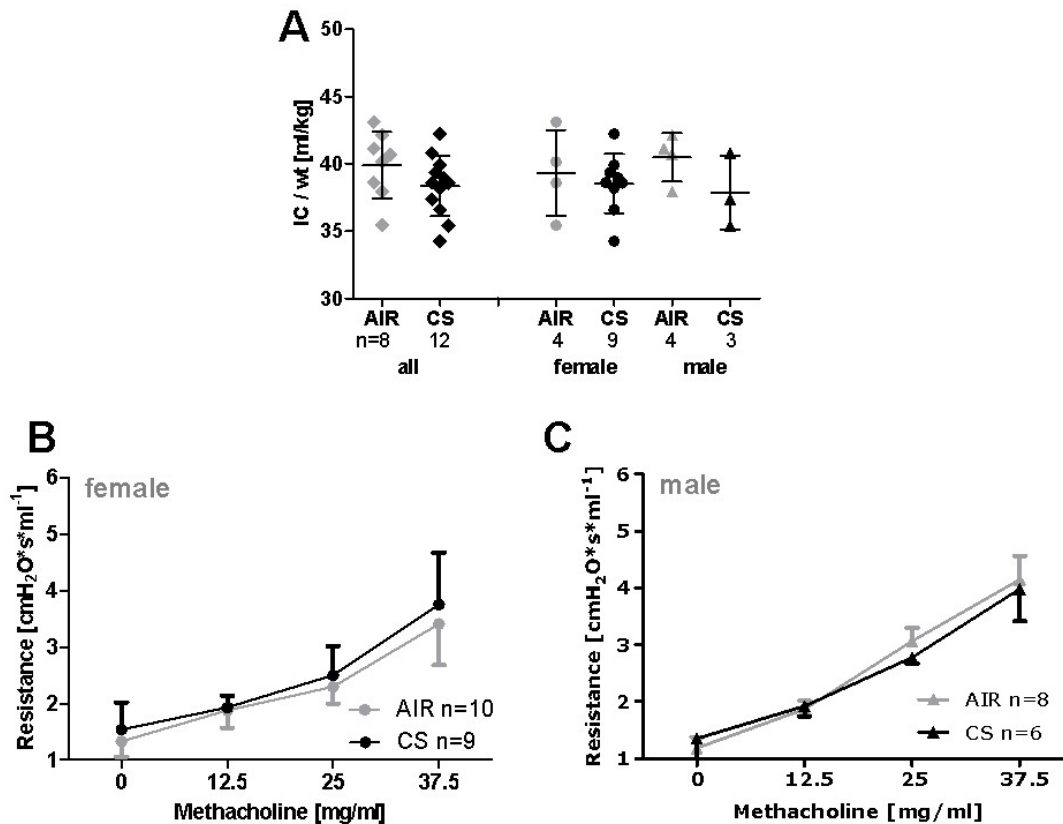 A
50
45
40
35
30
IC / wt [ml/kg]
AIR CS AIR CS AIR CS
n=8 12 4 9 4 3
all female male
B
female
6
5
4
3
2
1
Resistance [cmH2O*s*ml-1]
AIR n=10
CS n=9
0 12.5 25 37.5
Methacholine [mg/ml]
C
male
6
5
4
3
2
1
Resistance [cmH2O*s*ml-1]
AIR n=8
CS n=6
0 12.5 25 37.5
Methacholine [mg/ml]